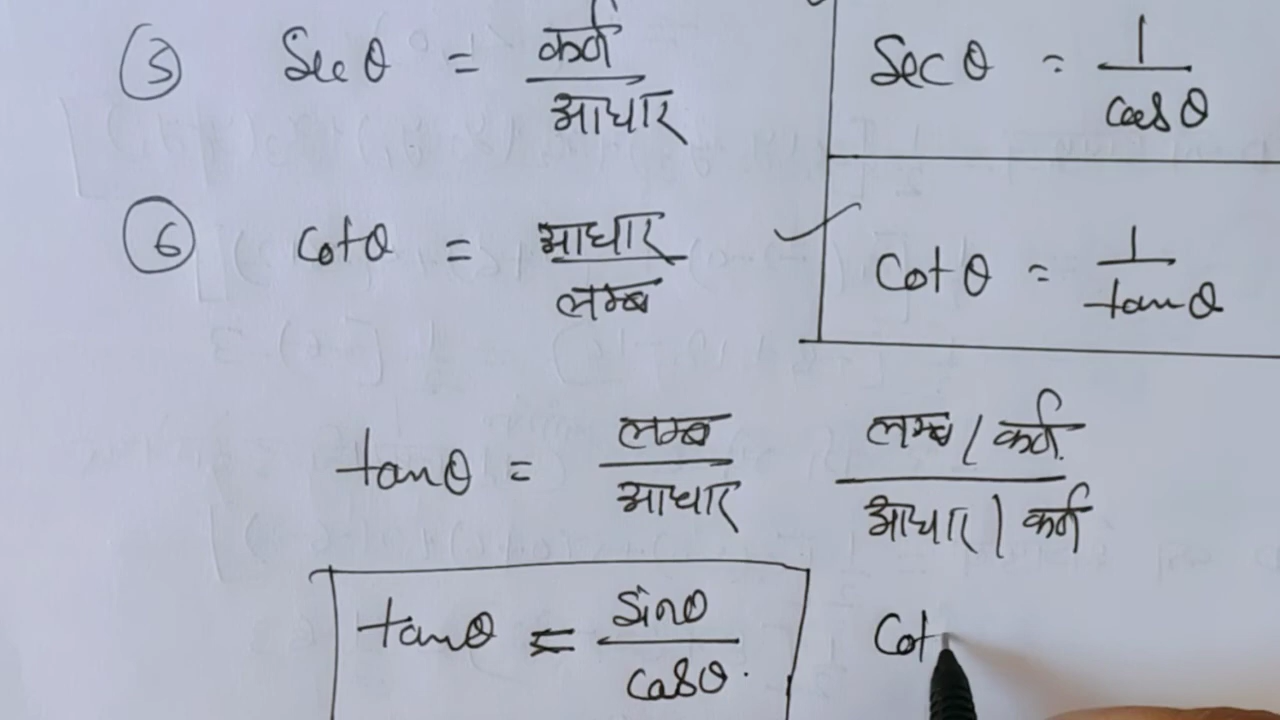 (5) Sec θ = कर्ण / आधार
Sec θ = 1 / cos θ
(6) Cot θ = आधार / लम्ब
Cot θ = 1 / tan θ
tan θ = लम्ब / आधार लम्ब / कर्ण / आधार / कर्ण
tan θ = sin θ / cos θ .
Cot